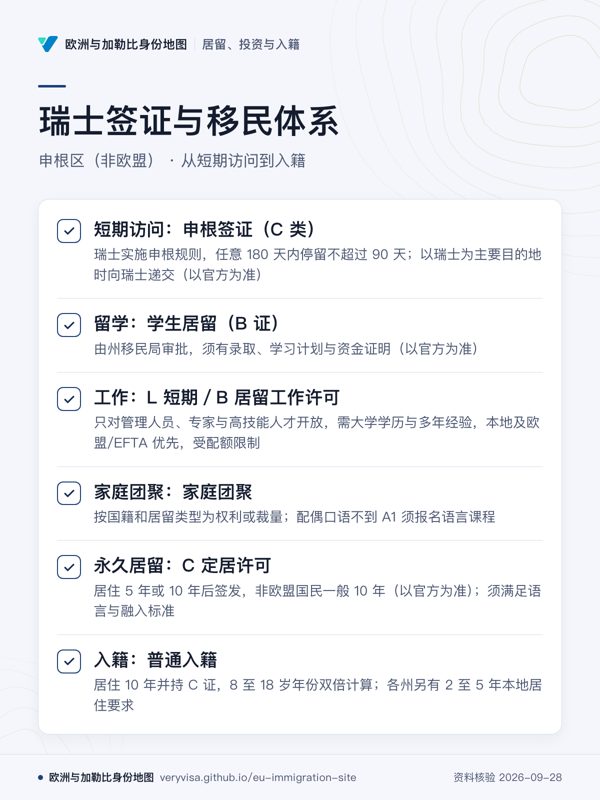 欧洲与加勒比身份地图 居留、投资与入籍
瑞士签证与移民体系
申根区（非欧盟） · 从短期访问到入籍
短期访问：申根签证（C 类）
瑞士实施申根规则，任意 180 天内停留不超过 90 天；以瑞士为主要目的地
时向瑞士递交（以官方为准）
留学：学生居留（B 证）
由州移民局审批，须有录取、学习计划与资金证明（以官方为准）
工作：L 短期 / B 居留工作许可
只对管理人员、专家与高技能人才开放，需大学学历与多年经验，本地及欧
盟/EFTA 优先，受配额限制
家庭团聚：家庭团聚
按国籍和居留类型为权利或裁量；配偶口语不到 A1 须报名语言课程
永久居留：C 定居许可
居住 5 年或 10 年后签发，非欧盟国民一般 10 年（以官方为准）；须满足语
言与融入标准
入籍：普通入籍
居住 10 年并持 C 证，8 至 18 岁年份双倍计算；各州另有 2 至 5 年本地居
住要求
欧洲与加勒比身份地图 veryvisa.github.io/eu-immigration-site 资料核验 2026-09-28